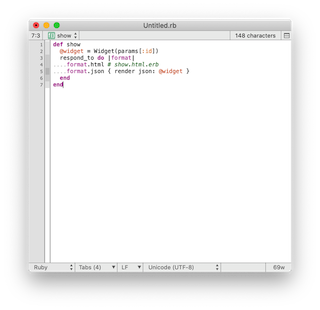 Untitled.rb
7:3 show 148 characters
1 def show
2 @widget = Widget(params[:id])
3 respond_to do |format|
4 ....format.html # show.html.erb
5 ....format.json { render json: @widget }
6 end
7 end
Ruby Tabs (4) LF Unicode (UTF-8) 69w